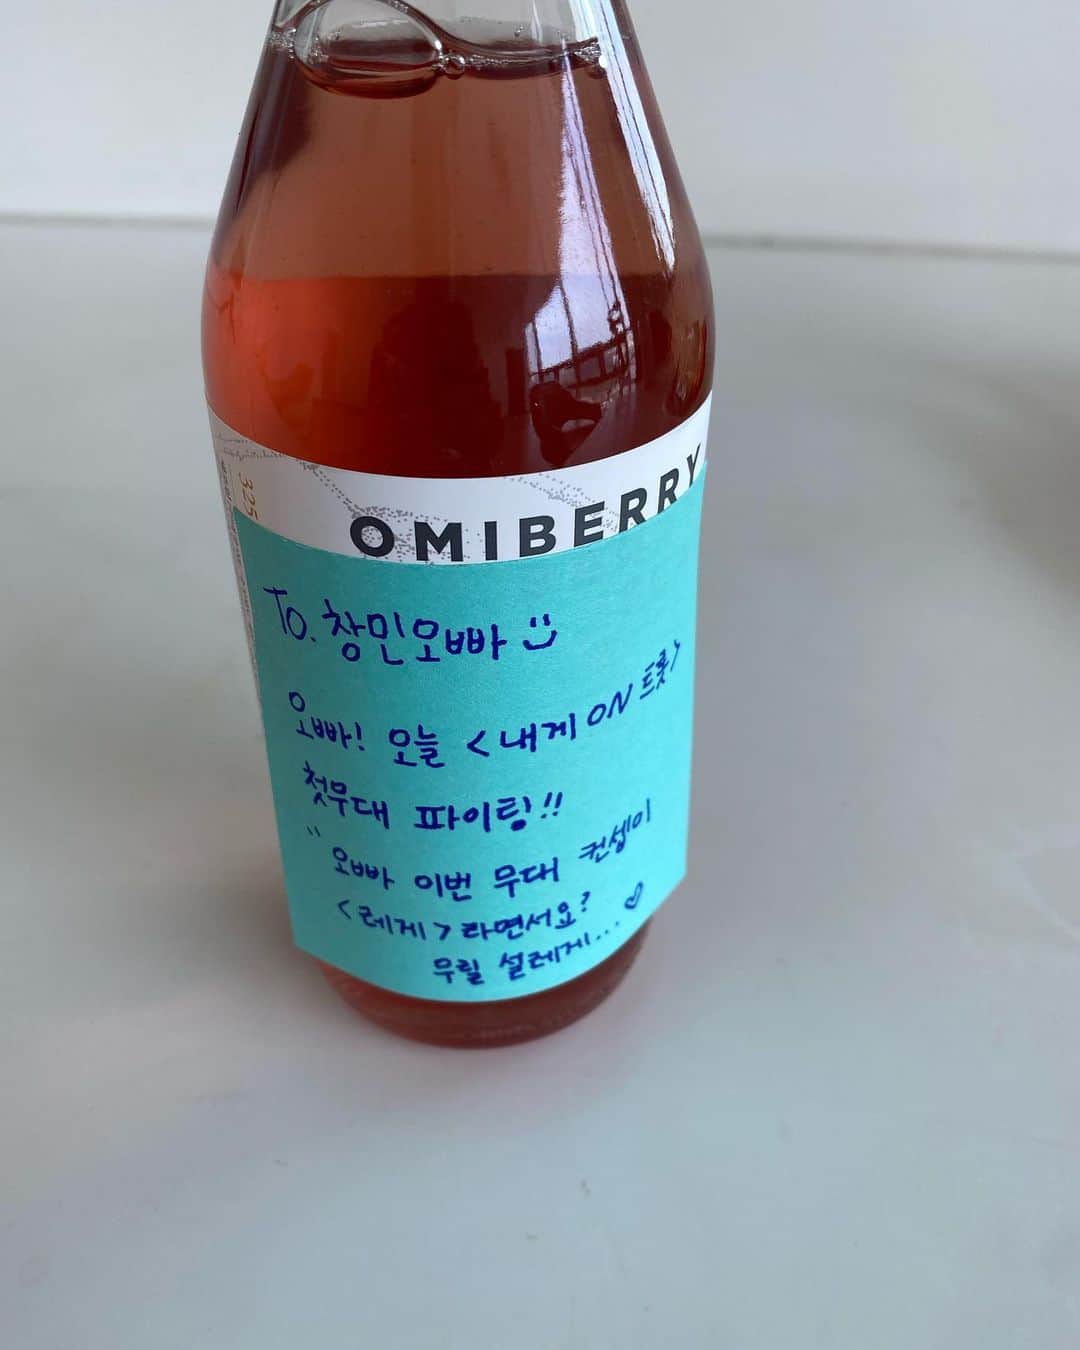 325
OMIBERRY
TO. 창민오빠
오빠! 오늘 <내게 ON 트롯>
첫무대 파이팅!!
" 오빠 이번 무대 컨셉이
<레게>라면서요?
우릴 설레게... ♡